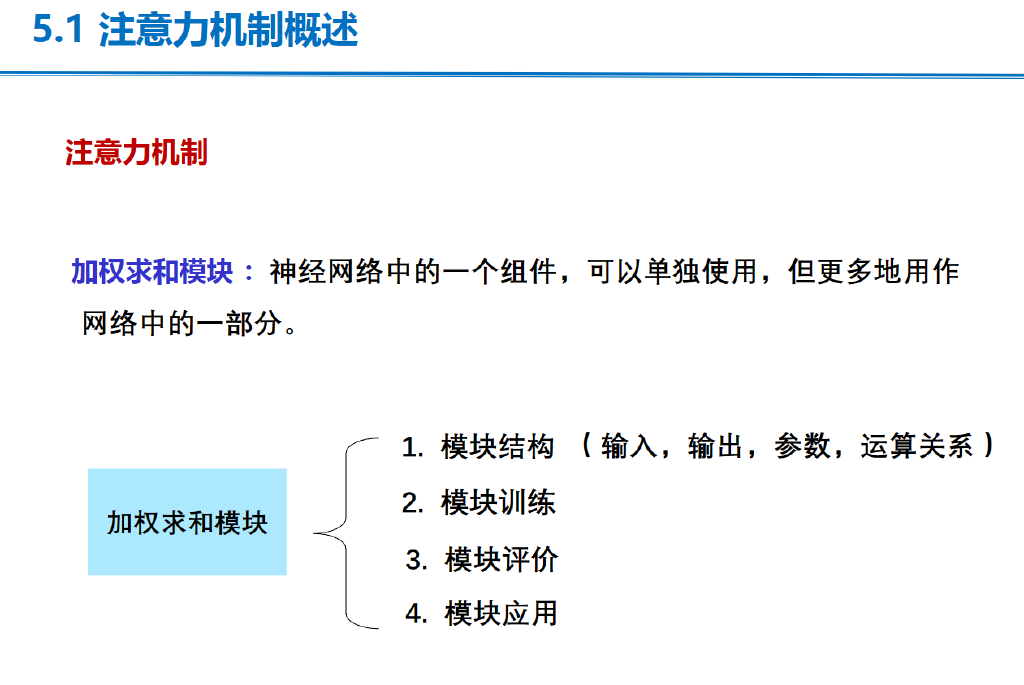 5.1 注意力机制概述
注意力机制
加权求和模块：神经网络中的一个组件，可以单独使用，但更多地用作
网络中的一部分。
加权求和模块
1. 模块结构 （输入，输出，参数，运算关系）
2. 模块训练
3. 模块评价
4. 模块应用